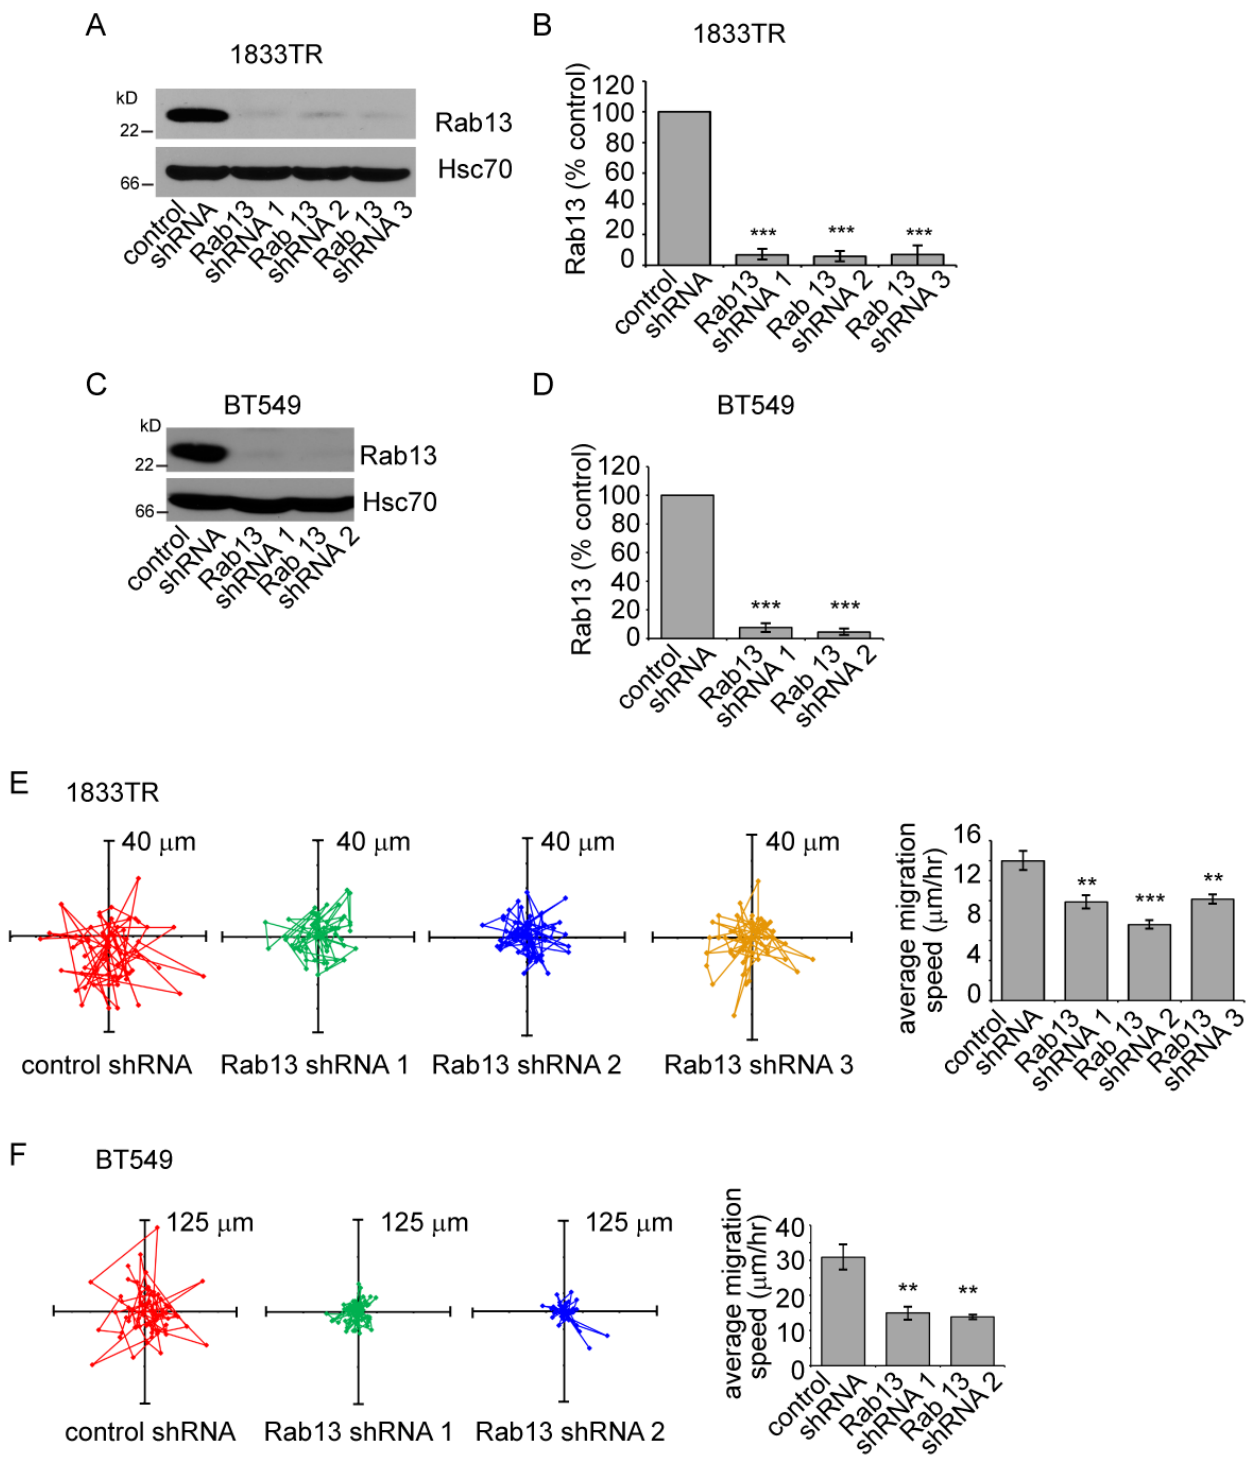 A
1833TR
kD
22
66
Rab13
Hsc70
control
shRNA
Rab13
shRNA 1
Rab 13
shRNA 2
Rab 13
shRNA 3
B
1833TR
Rab13 (% control)
120
100
80
60
40
20
0
***
***
***
control
shRNA
Rab13
shRNA 1
Rab 13
shRNA 2
Rab 13
shRNA 3
C
BT549
kD
22
66
Rab13
Hsc70
control
shRNA
Rab13
shRNA 1
Rab 13
shRNA 2
D
BT549
Rab13 (% control)
120
100
80
60
40
20
0
***
***
control
shRNA
Rab13
shRNA 1
Rab 13
shRNA 2
E
1833TR
40 μm
40 μm
40 μm
40 μm
control shRNA
Rab13 shRNA 1
Rab13 shRNA 2
Rab13 shRNA 3
average migration
speed (μm/hr)
16
12
8
4
0
**
***
**
control
shRNA
Rab13
shRNA 1
Rab 13
shRNA 2
Rab13
shRNA 3
F
BT549
125 μm
125 μm
125 μm
control shRNA
Rab13 shRNA 1
Rab13 shRNA 2
average migration
speed (μm/hr)
40
30
20
10
0
**
**
control
shRNA
Rab13
shRNA 1
Rab 13
shRNA 2